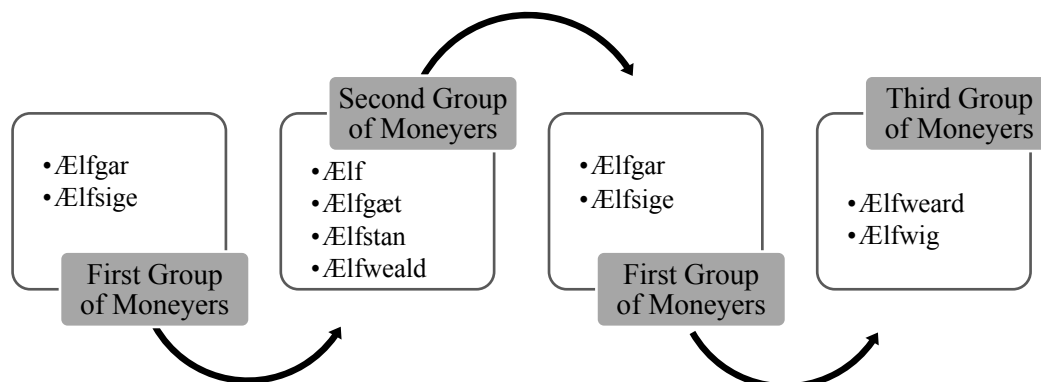 • Ælfgar
• Ælfsige
First Group
of Moneyers
Second Group
of Moneyers
• Ælf
• Ælfgæt
• Ælfstan
• Ælfweald
• Ælfgar
• Ælfsige
First Group
of Moneyers
Third Group
of Moneyers
• Ælfweard
• Ælfwig